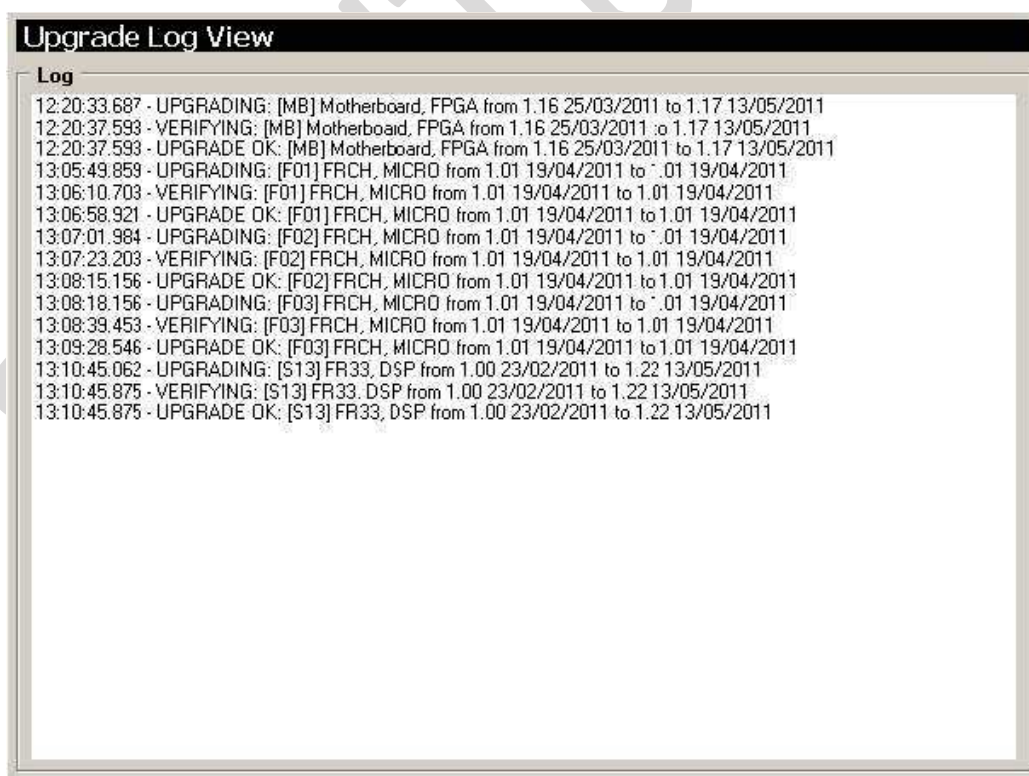 Upgrade Log View
Log
12:20:33.687 - UPGRADING: [MB] Motherboard, FPGA from 1.16 25/03/2011 to 1.17 13/05/2011
12:20:37.593 - VERIFYING: [MB] Motherboard, FPGA from 1.16 25/03/2011 :o 1.17 13/05/2011
12:20:37.593 - UPGRADE OK: [MB] Motherboard, FPGA from 1.16 25/03/2011 to 1.17 13/05/2011
13:05:49.859 - UPGRADING: [F01] FRCH, MICRO from 1.01 19/04/2011 to 1.01 19/04/2011
13:06:10.703 - VERIFYING: [F01] FRCH, MICRO from 1.01 19/04/2011 to 1.01 19/04/2011
13:06:58.921 - UPGRADE OK: [F01] FRCH, MICRO from 1.01 19/04/2011 to 1.01 19/04/2011
13:07:01.984 - UPGRADING: [F02] FRCH, MICRO from 1.01 19/04/2011 to 1.01 19/04/2011
13:07:23.203 - VERIFYING: [F02] FRCH, MICRO from 1.01 19/04/2011 to 1.01 19/04/2011
13:08:15.156 - UPGRADE OK: [F02] FRCH, MICRO from 1.01 19/04/2011 to 1.01 19/04/2011
13:08:18.156 - UPGRADING: [F03] FRCH, MICRO from 1.01 19/04/2011 to 1.01 19/04/2011
13:08:39.453 - VERIFYING: [F03] FRCH, MICRO from 1.01 19/04/2011 to 1.01 19/04/2011
13:09:28.546 - UPGRADE OK: [F03] FRCH, MICRO from 1.01 19/04/2011 to 1.01 19/04/2011
13:10:45.062 - UPGRADING: [S13] FR33, DSP from 1.00 23/02/2011 to 1.22 13/05/2011
13:10:45.875 - VERIFYING: [S13] FR33. DSP from 1.00 23/02/2011 to 1.22 13/05/2011
13:10:45.875 - UPGRADE OK: [S13] FR33, DSP from 1.00 23/02/2011 to 1.22 13/05/2011